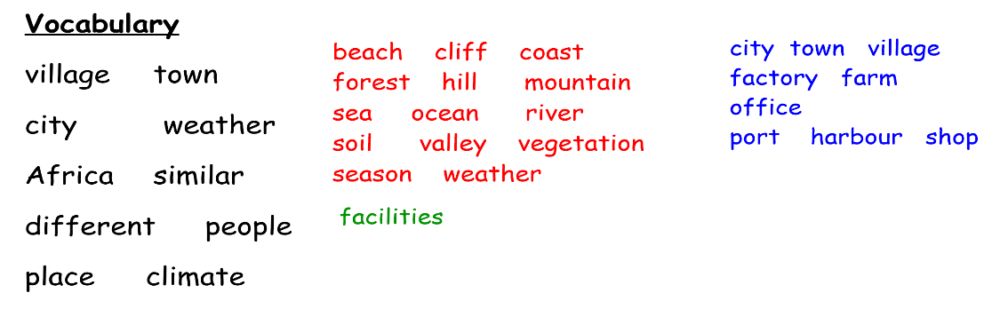 Vocabulary
village town
city weather
Africa similar
different people
place climate
beach cliff coast
forest hill mountain
sea ocean river
soil valley vegetation
season weather
facilities
city town village
factory farm
office
port harbour shop